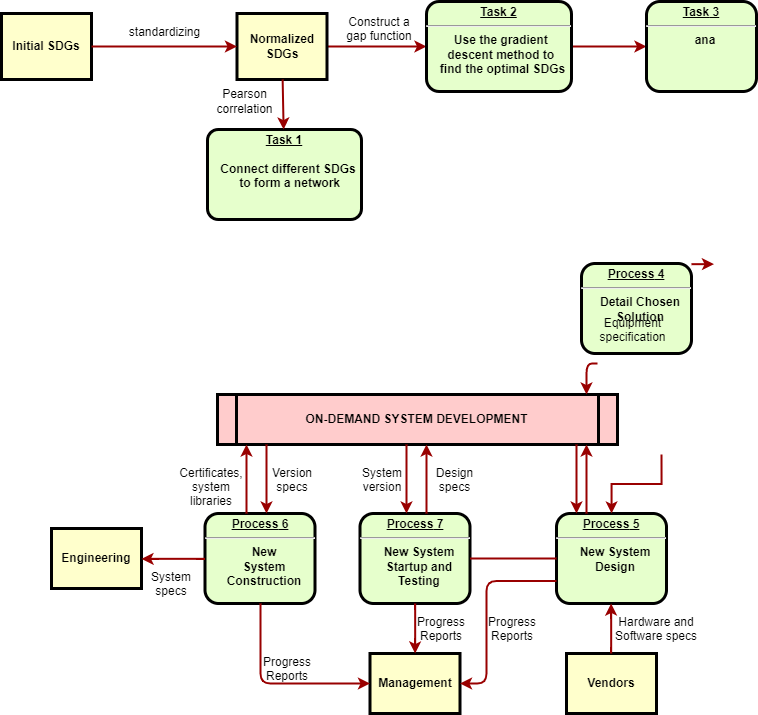 Initial SDGs
standardizing
Normalized
SDGs
Construct a
gap function
Task 2
Use the gradient
descent method to
find the optimal SDGs
Task 3
ana
Pearson
correlation
Task 1
Connect different SDGs
to form a network
Process 4
Detail Chosen
Solution
Equipment
specification
ON-DEMAND SYSTEM DEVELOPMENT
Certificates,
system
libraries
Version
specs
System
version
Design
specs
Process 6
New
System
Construction
Process 7
New System
Startup and
Testing
Process 5
New System
Design
Engineering
System
specs
Progress
Reports
Progress
Reports
Progress
Reports
Hardware and
Software specs
Management
Vendors